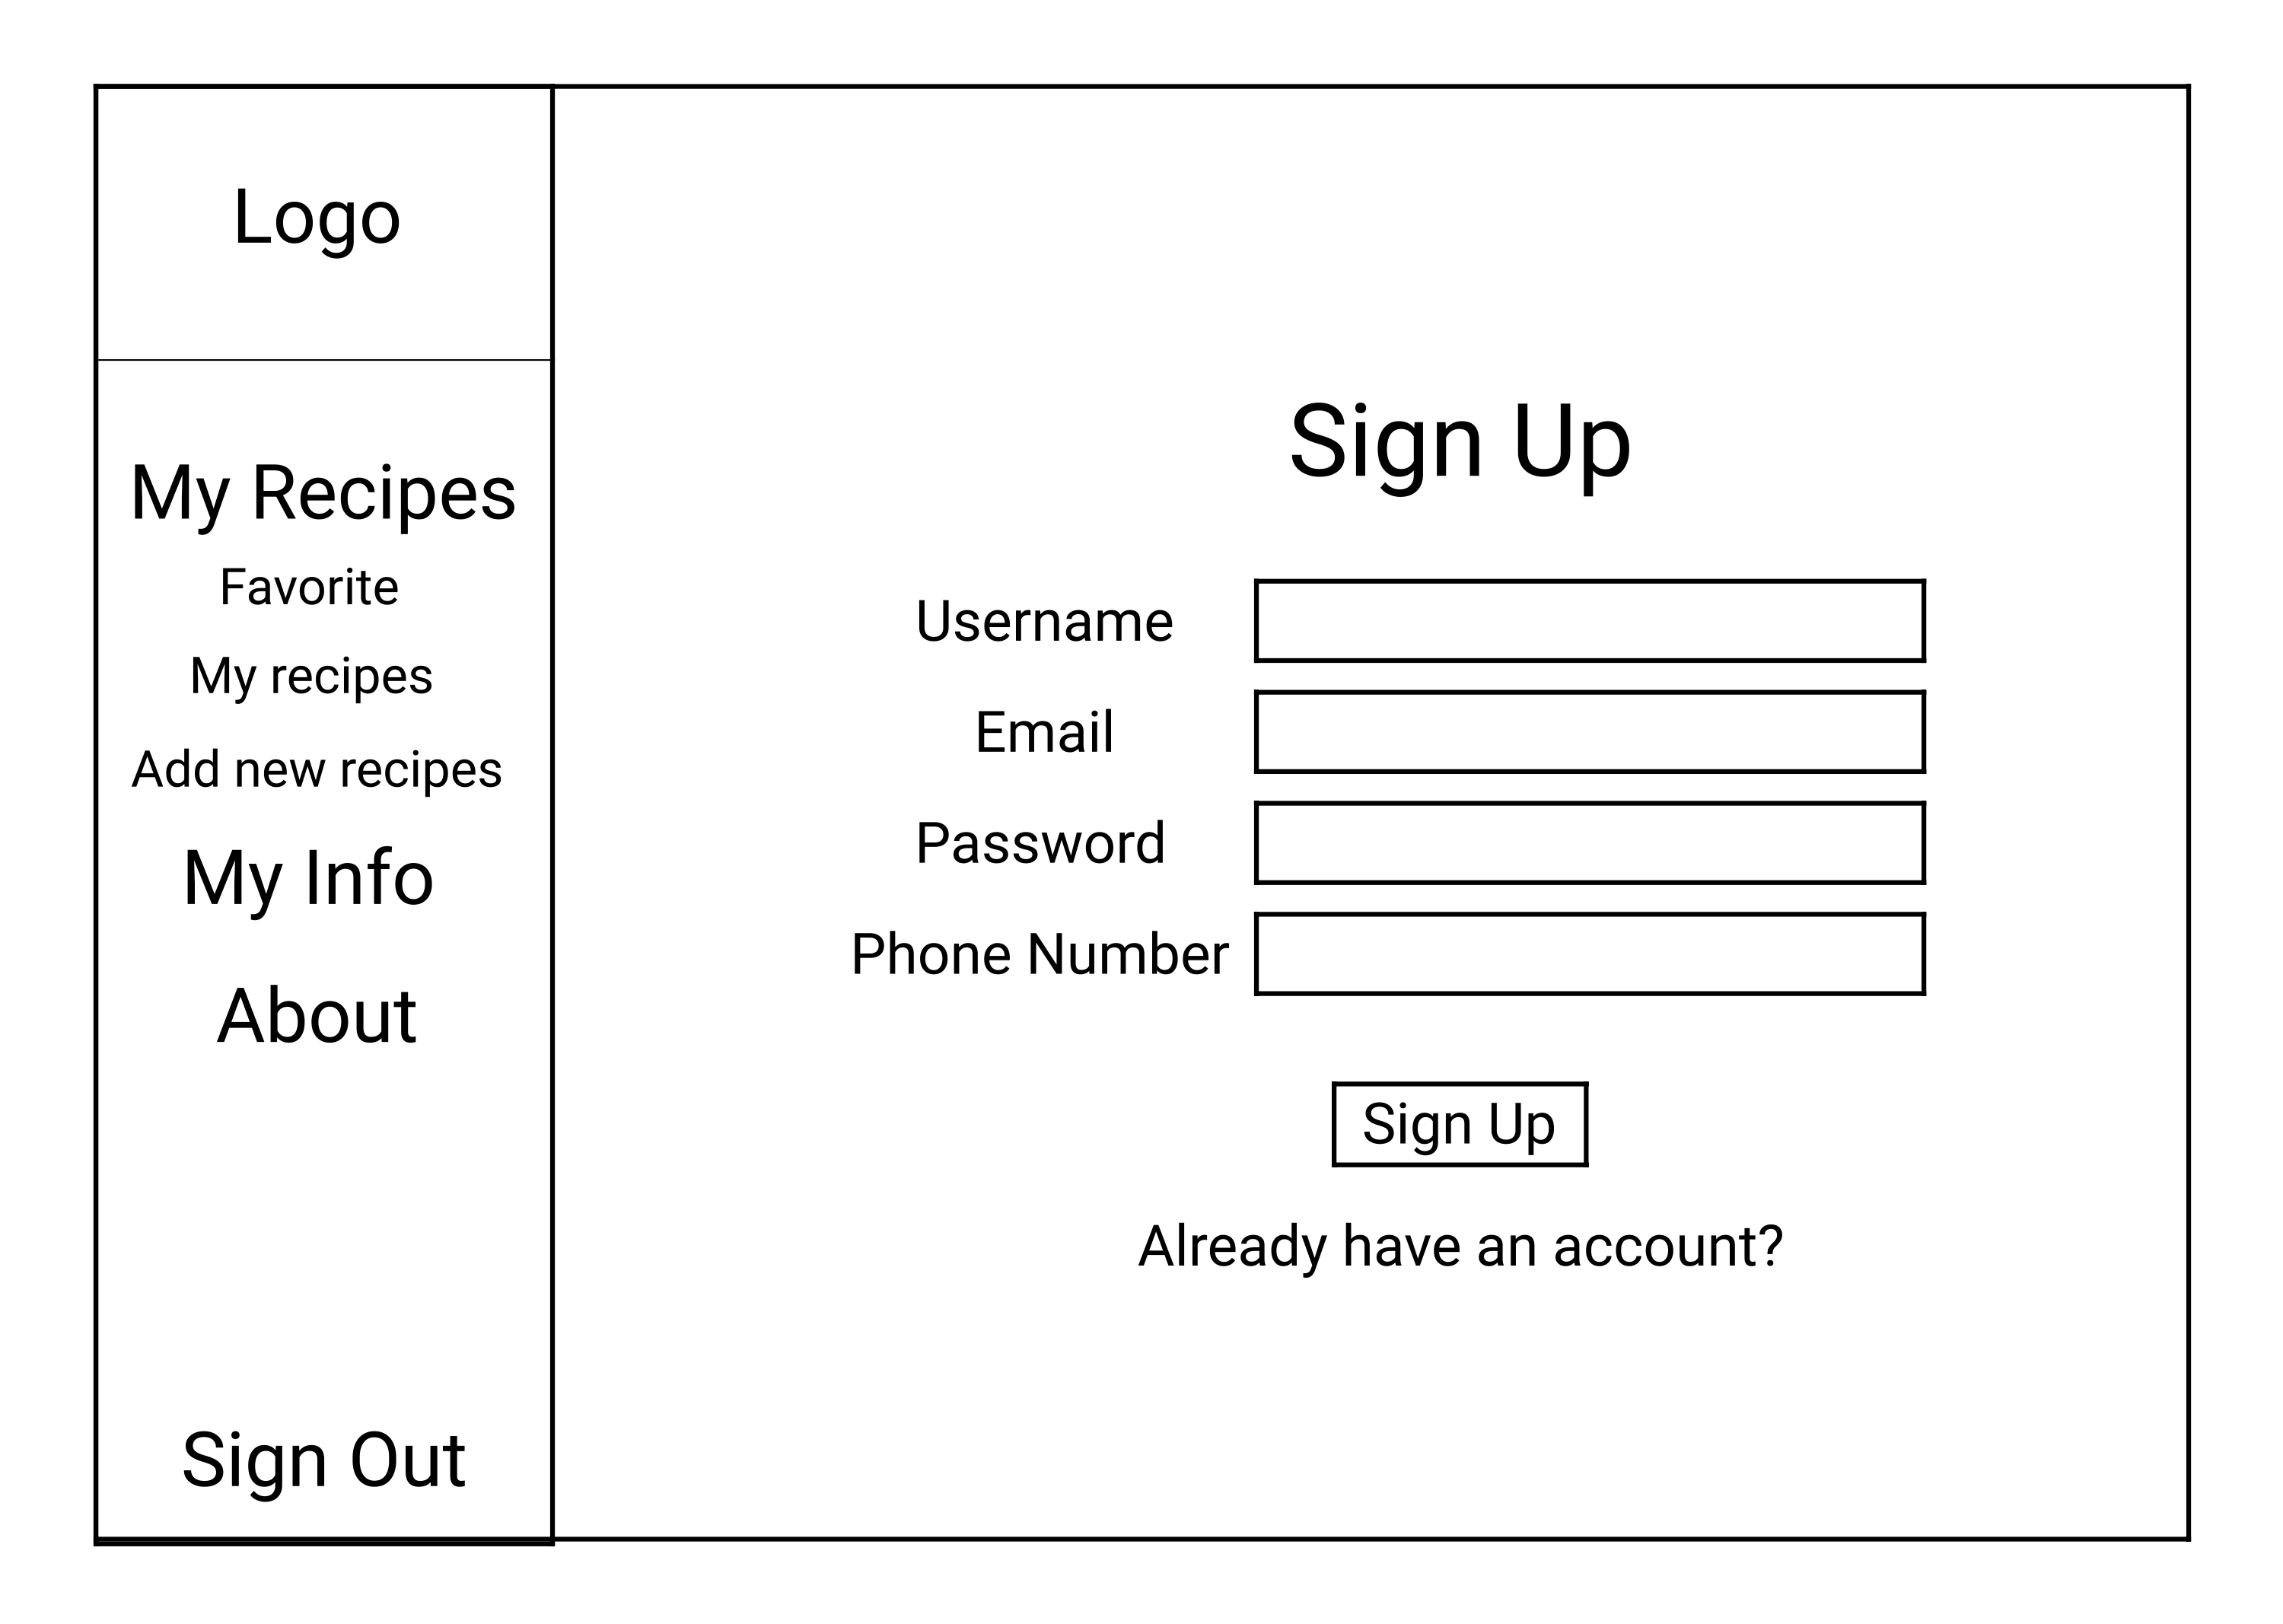 Logo
My Recipes
Favorite
My recipes
Add new recipes
My Info
About
Sign Out
Sign Up
Username
Email
Password
Phone Number
Sign Up
Already have an account?